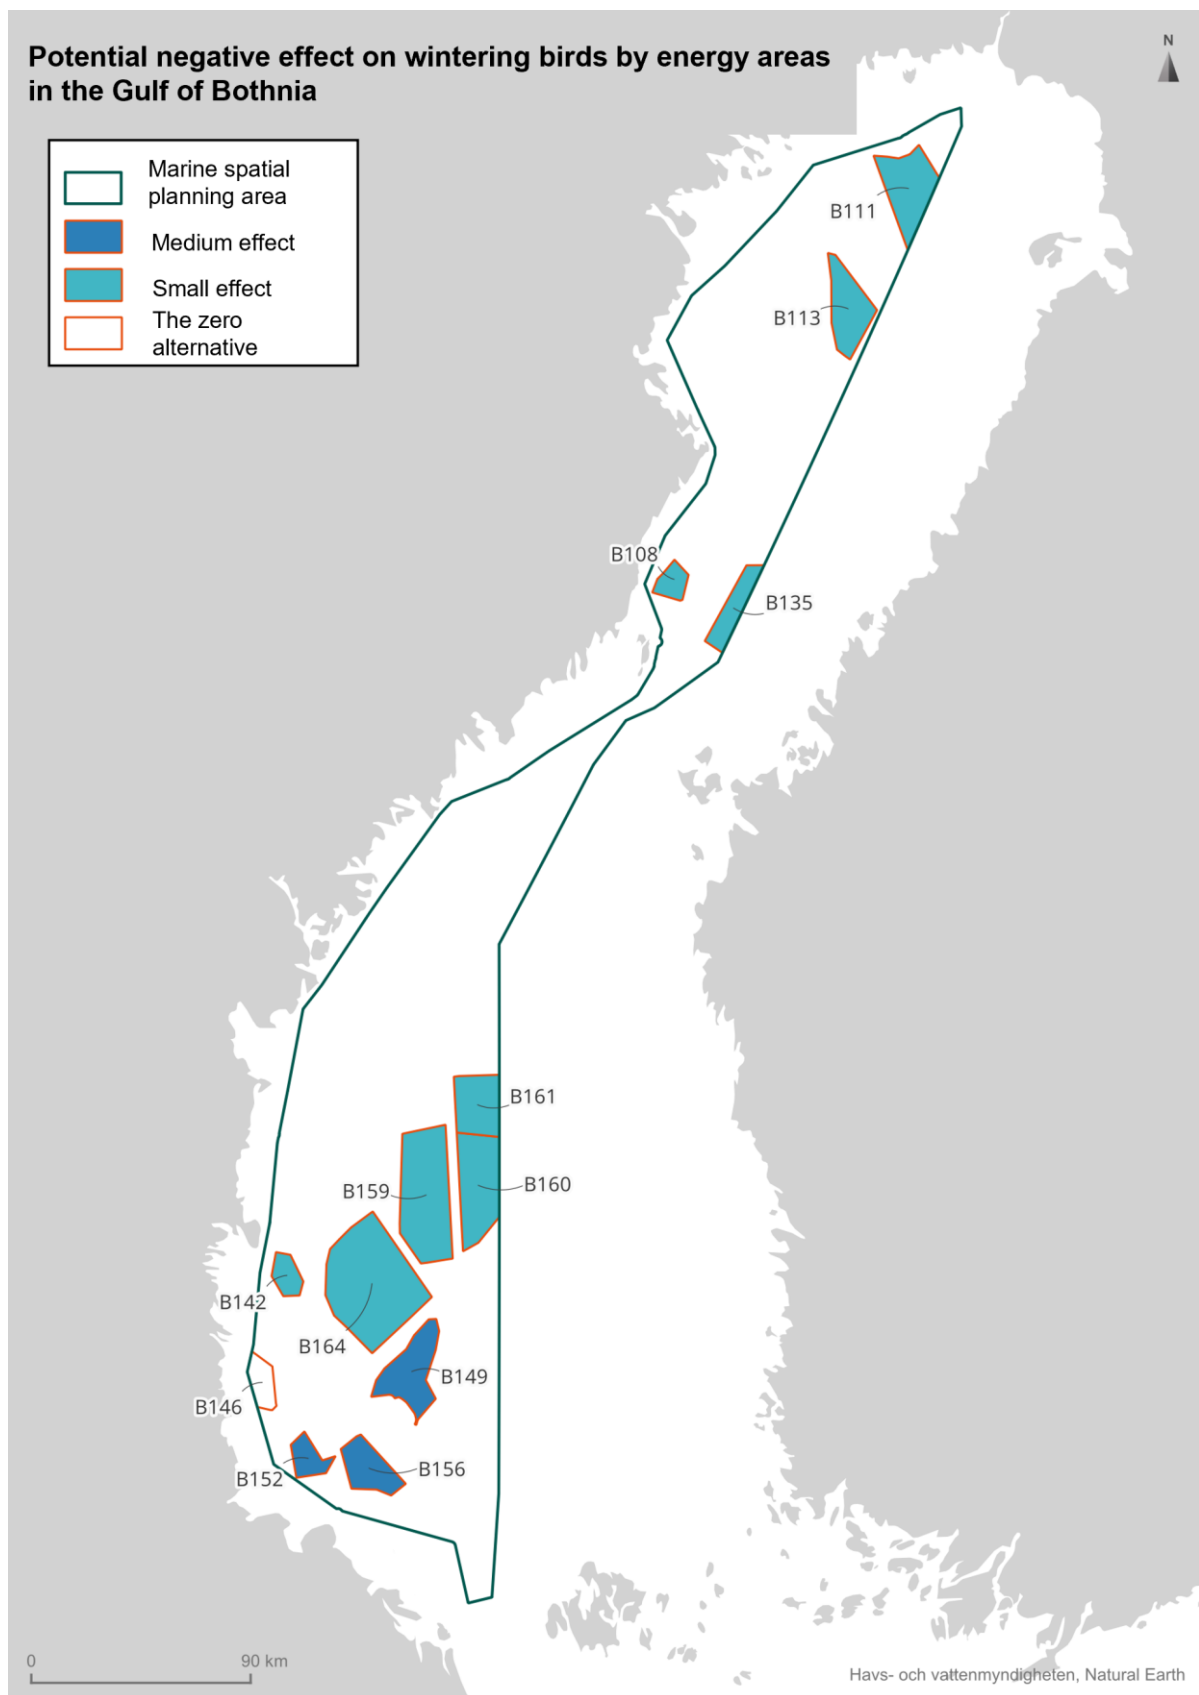 Potential negative effect on wintering birds by energy areas
in the Gulf of Bothnia
N
Marine spatial
planning area
Medium effect
Small effect
The zero
alternative
B111
B113
B108
B135
B161
B159
B160
B142
B164
B149
B146
B152
B156
0
90 km
Havs- och vattenmyndigheten, Natural Earth